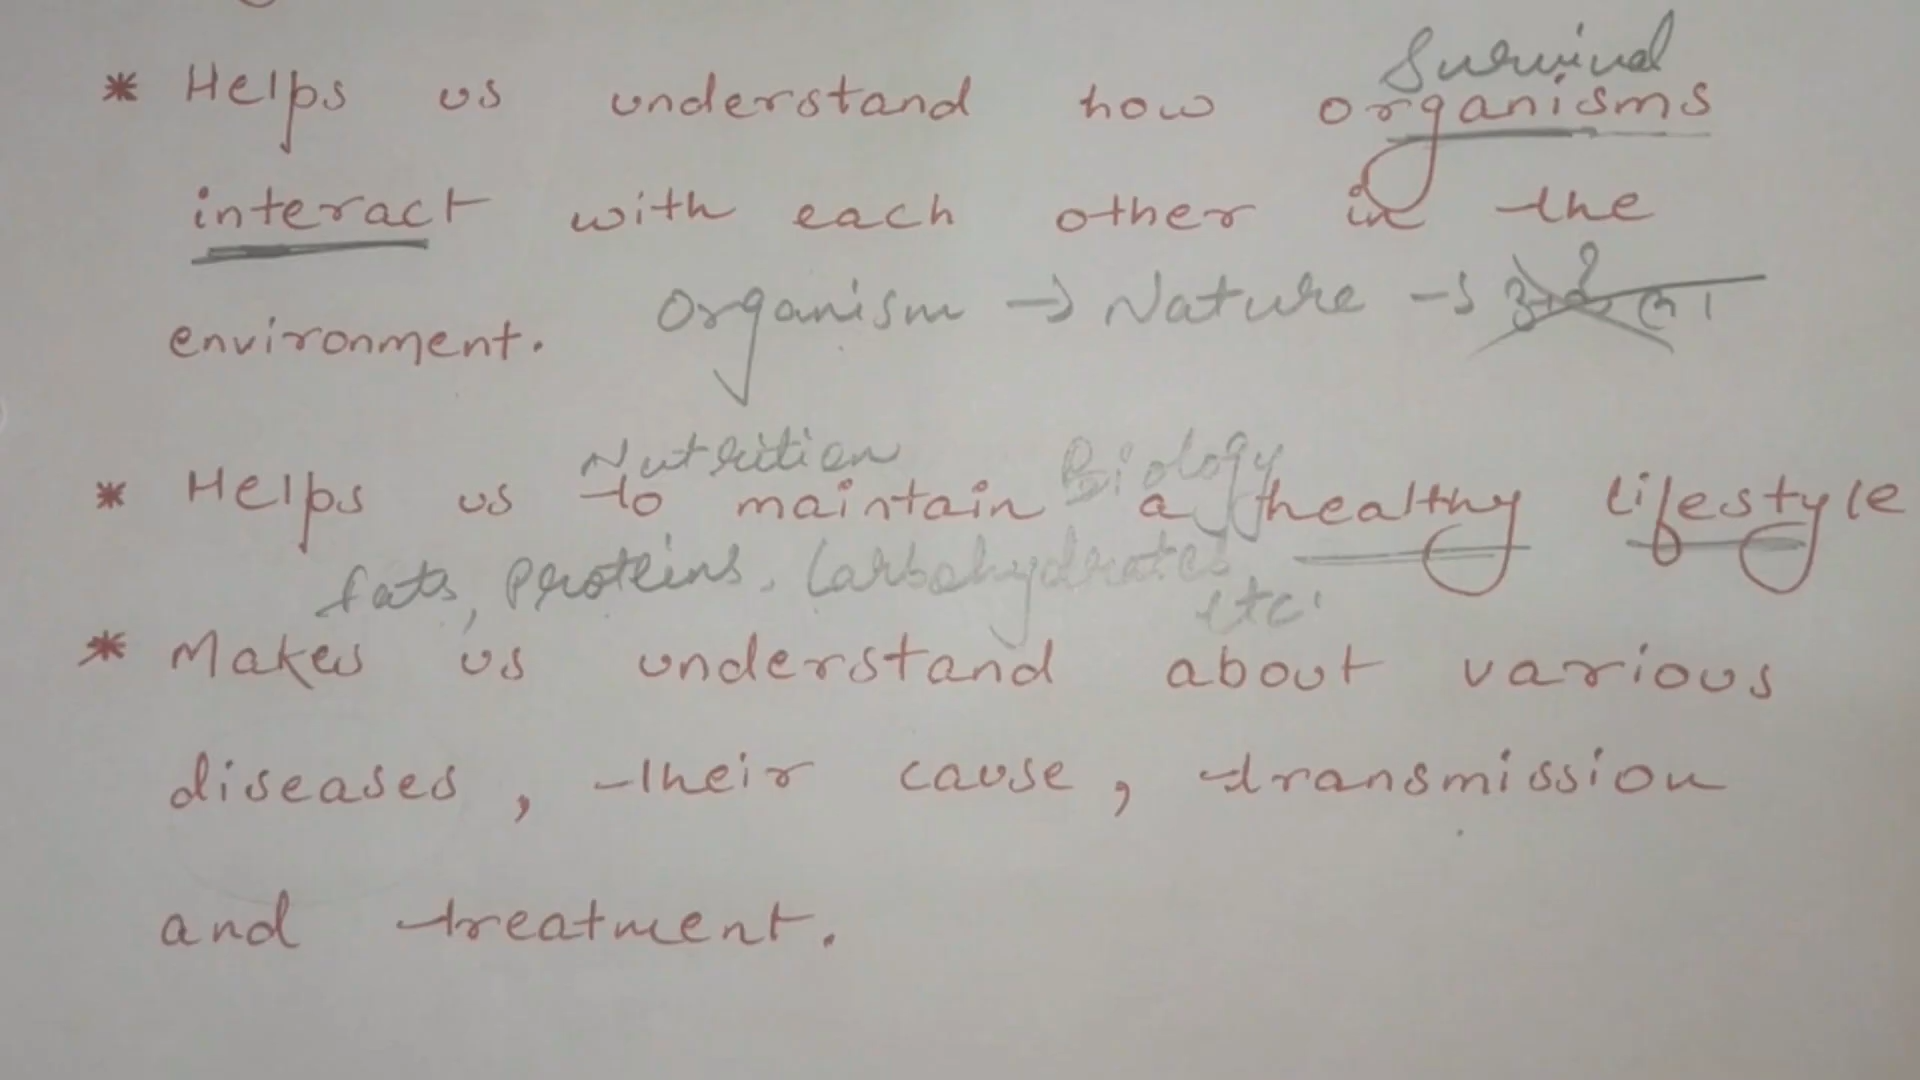 Survival
* Helps us understand how organisms
interact with each other in the
Organism → Nature →
environment.
Nutrition Biology
* Helps us to maintain a healthy lifestyle
fats, Proteins, Carbohydrates
etc.
* Makes us understand about various
diseases, their cause, transmission
and treatment.